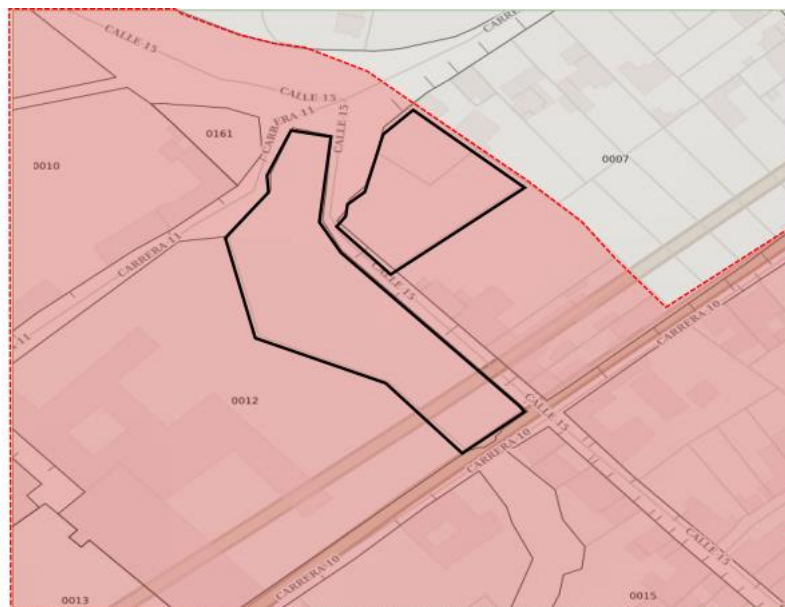 CALLE 15
CARRE
CALLE 15
CARRERA 11
CALLE 15
0161
0007
0010
CARRERA 11
CALLE 15
CARRERA 10
A 11
0012
CALLE 15
CARRERA 10
CALLE 15
CARRERA 10
0013
0015